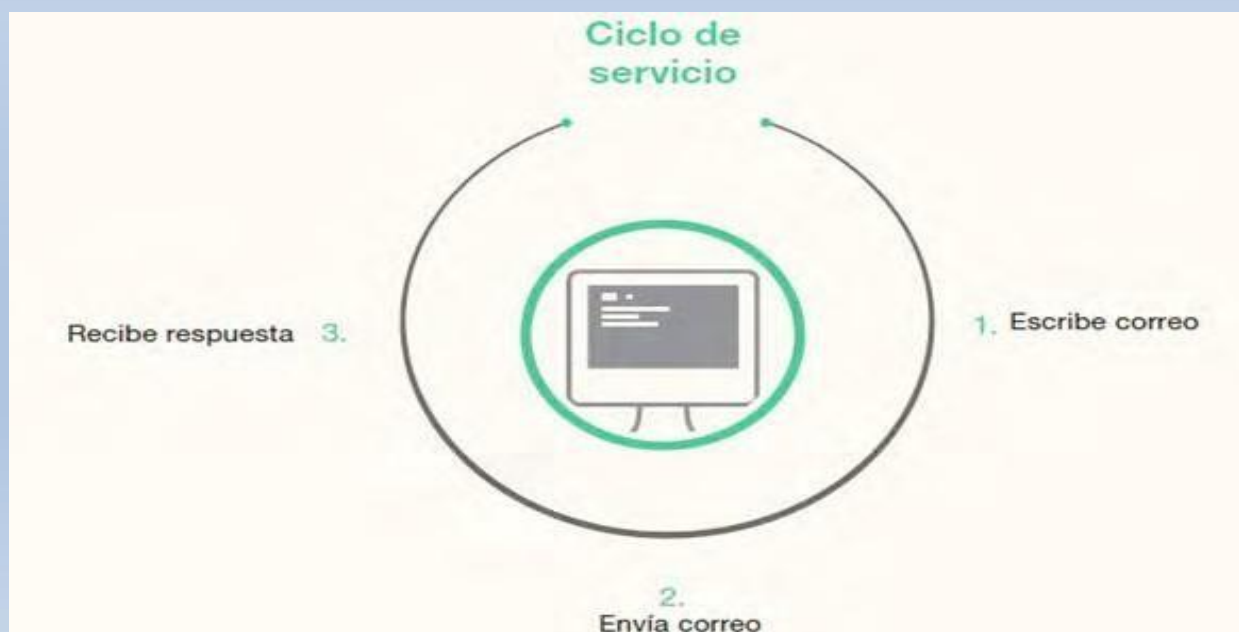 Ciclo de
servicio
1. Escribe correo
2.
Envía correo
Recibe respuesta 3.